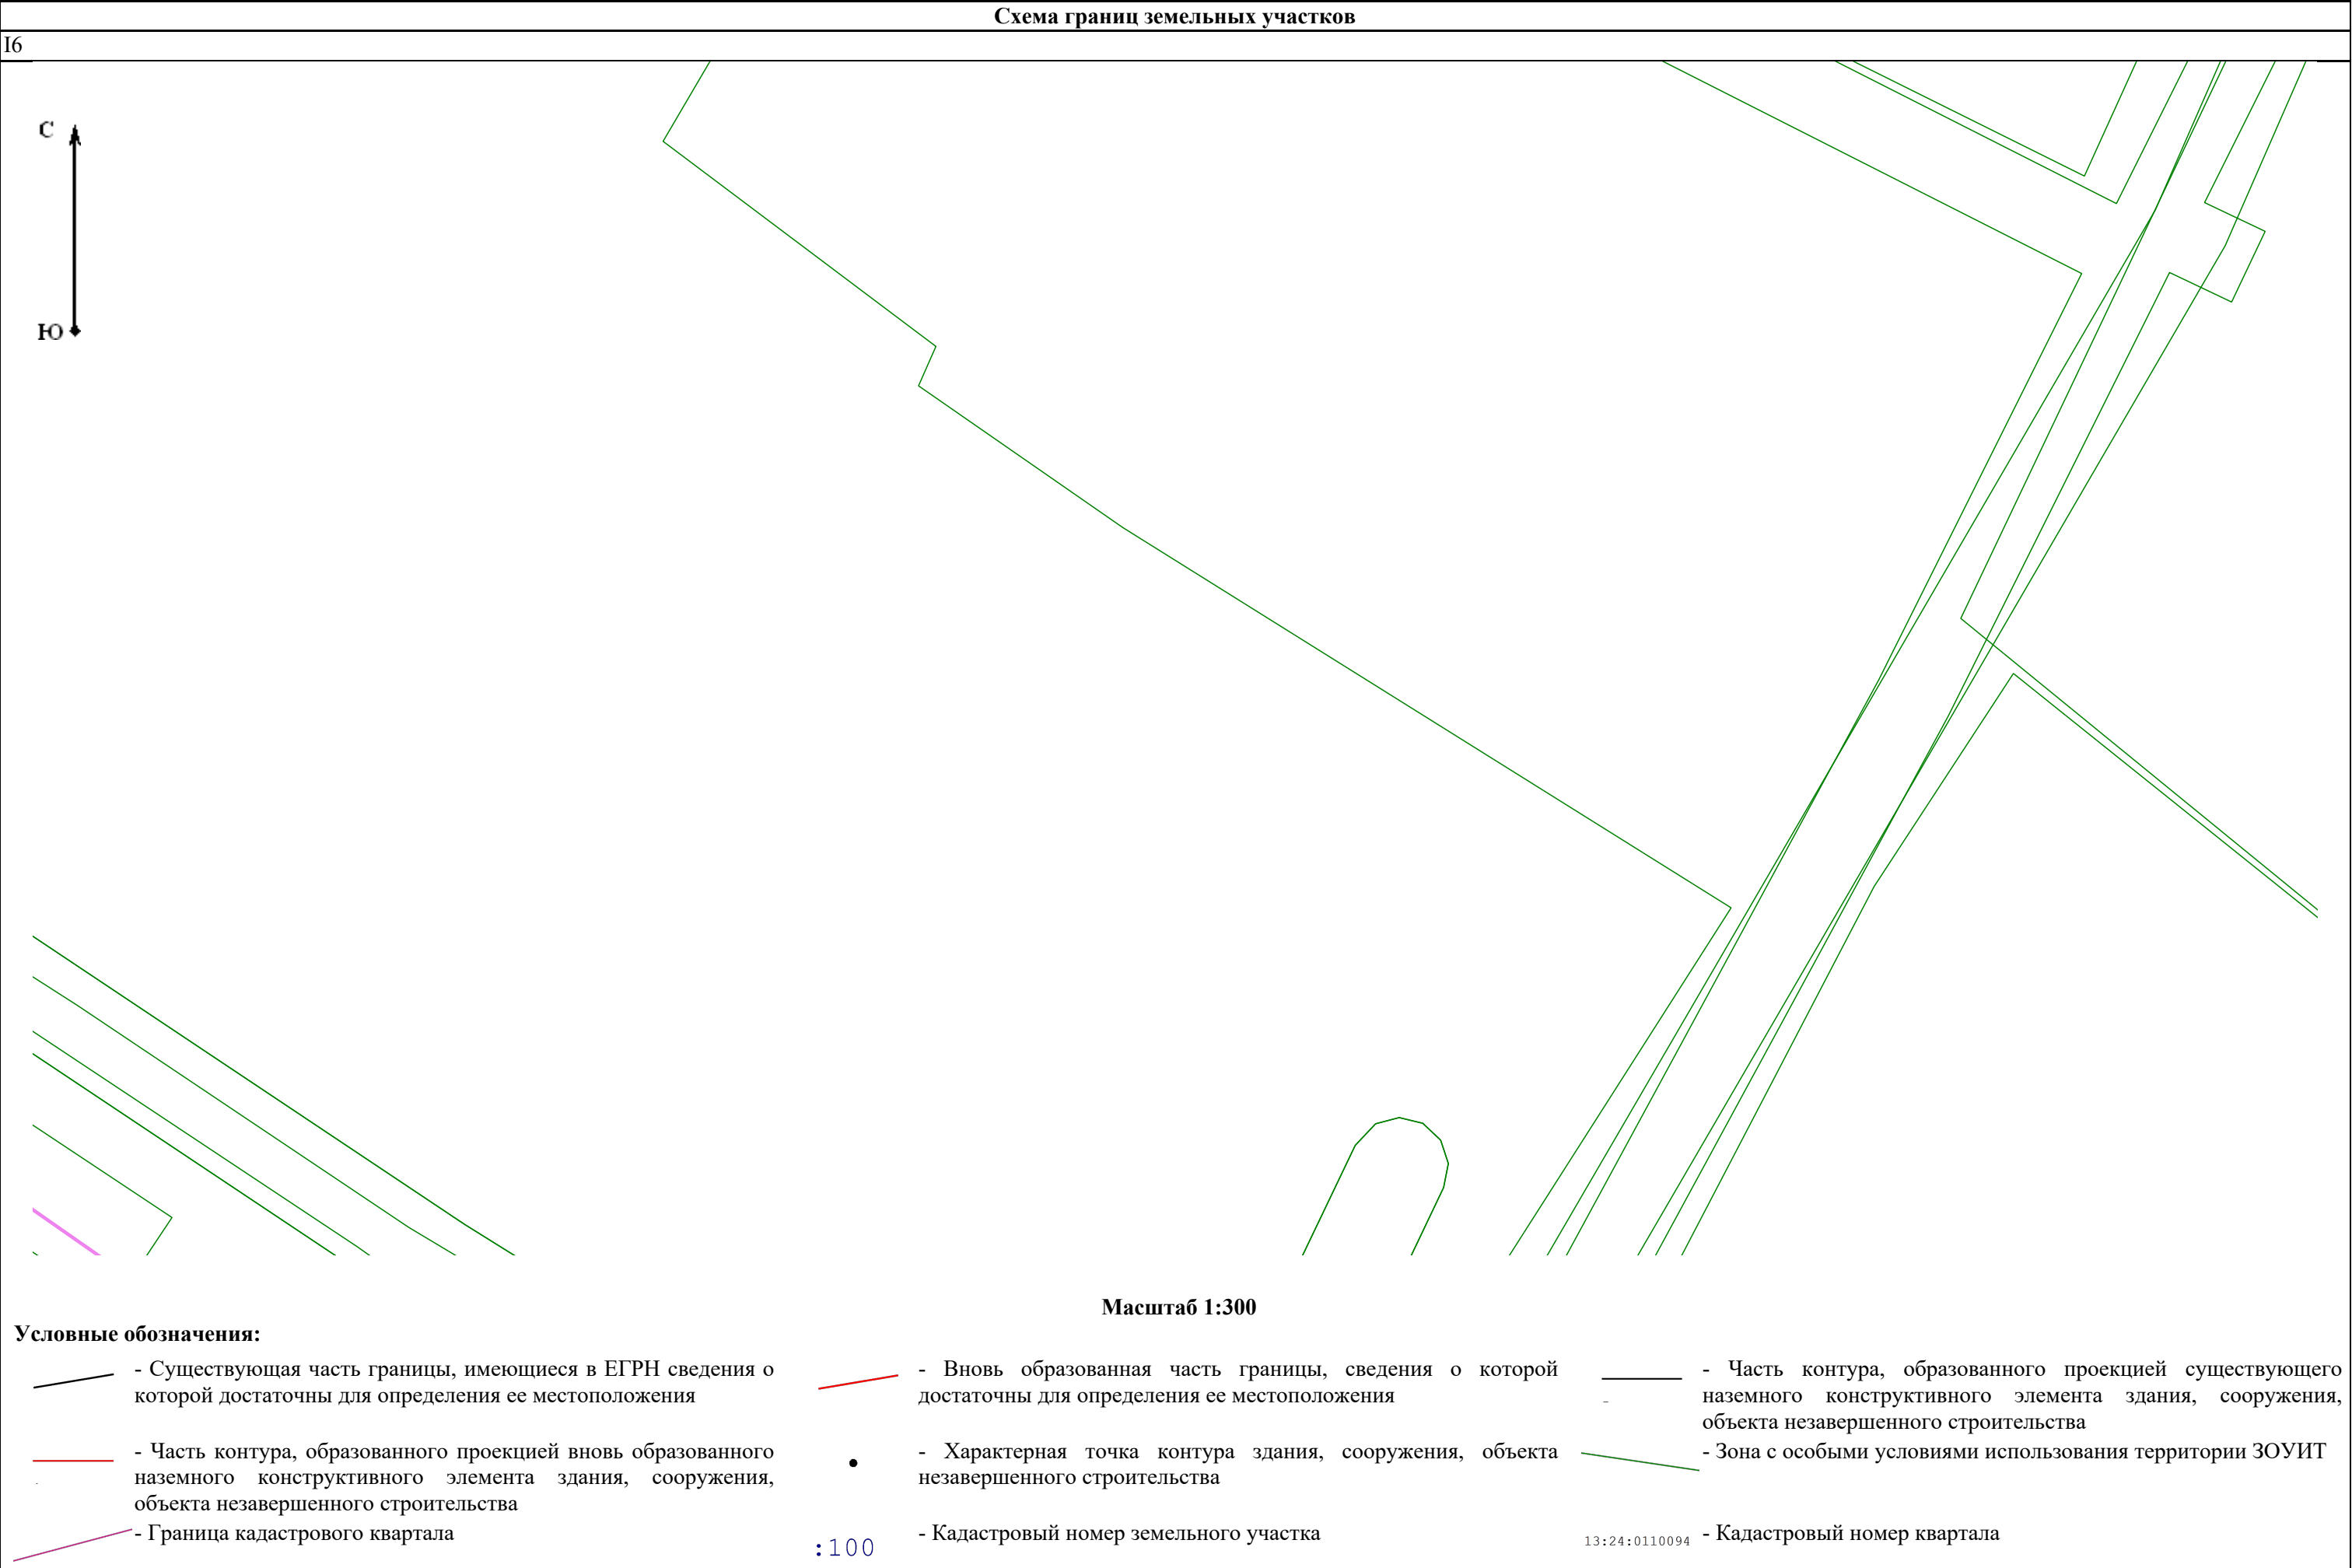 Схема границ земельных участков
I6
С
Ю
Масштаб 1:300
Условные обозначения:
- Существующая часть границы, имеющиеся в ЕГРН сведения о
которой достаточны для определения ее местоположения
- Вновь образованная часть границы, сведения о которой
достаточны для определения ее местоположения
- Часть контура, образованного проекцией существующего
наземного конструктивного элемента здания, сооружения,
объекта незавершенного строительства
- Часть контура, образованного проекцией вновь образованного
наземного конструктивного элемента здания, сооружения,
объекта незавершенного строительства
- Характерная точка контура здания, сооружения, объекта
незавершенного строительства
- Зона с особыми условиями использования территории ЗОУИТ
- Граница кадастрового квартала
:100 - Кадастровый номер земельного участка
13:24:0110094 - Кадастровый номер квартала